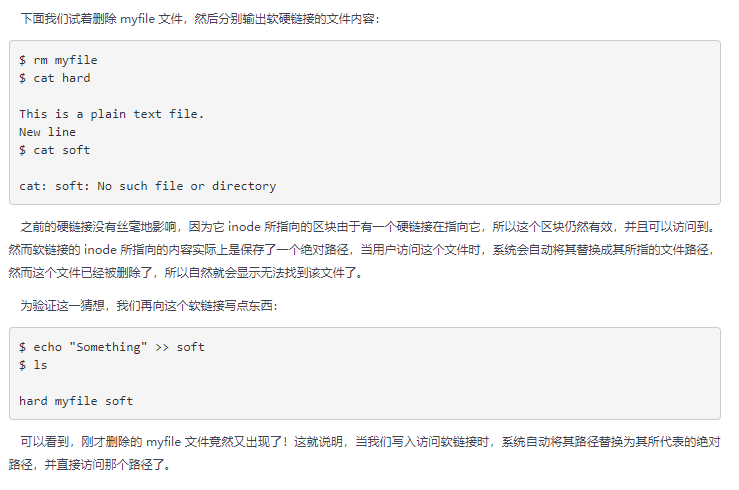 下面我们试着删除 myfile 文件，然后分别输出软硬链接的文件内容：
$ rm myfile
$ cat hard
This is a plain text file.
New line
$ cat soft
cat: soft: No such file or directory
之前的硬链接没有丝毫地影响，因为它 inode 所指向的区块由于有一个硬链接在指向它，所以这个区块仍然有效，并且可以访问到。
然而软链接的 inode 所指向的内容实际上是保存了一个绝对路径，当用户访问这个文件时，系统会自动将其替换成其所指的文件路径，
然而这个文件已经被删除了，所以自然就会显示无法找到该文件了。
为验证这一猜想，我们再向这个软链接写点东西：
$ echo "Something" >> soft
$ ls
hard myfile soft
可以看到，刚才删除的 myfile 文件竟然又出现了！这就说明，当我们写入访问软链接时，系统自动将其路径替换为其所代表的绝对
路径，并直接访问那个路径了。